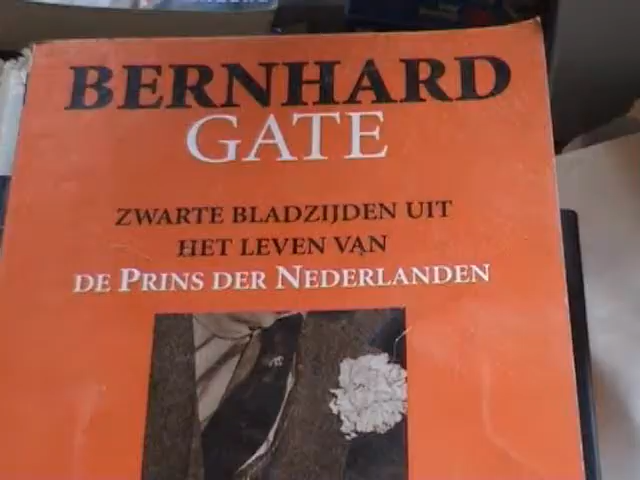 BERNHARD
GATE
ZWARTE BLADZIJDEN UIT
HET LEVEN VAN
DE PRINS DER NEDERLANDEN